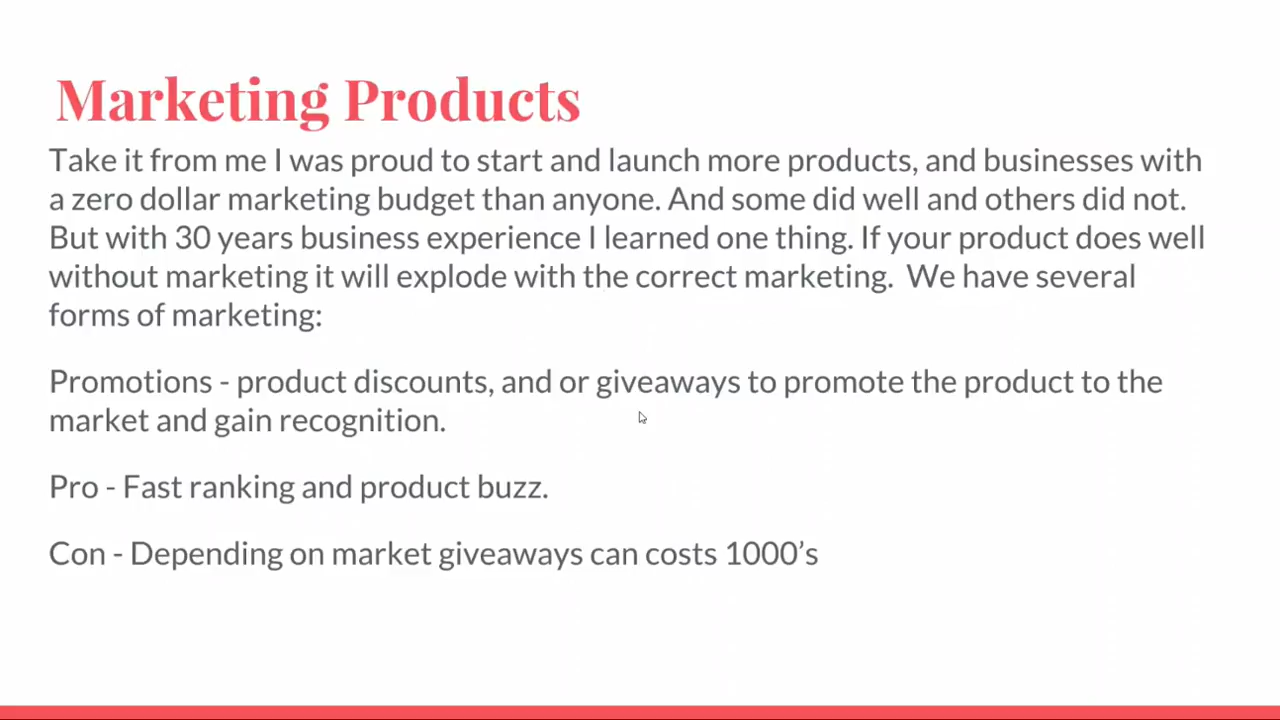 Marketing Products
Take it from me I was proud to start and launch more products, and businesses with
a zero dollar marketing budget than anyone. And some did well and others did not.
But with 30 years business experience I learned one thing. If your product does well
without marketing it will explode with the correct marketing.  We have several
forms of marketing:
Promotions - product discounts, and or giveaways to promote the product to the
market and gain recognition.
Pro - Fast ranking and product buzz.
Con - Depending on market giveaways can costs 1000’s